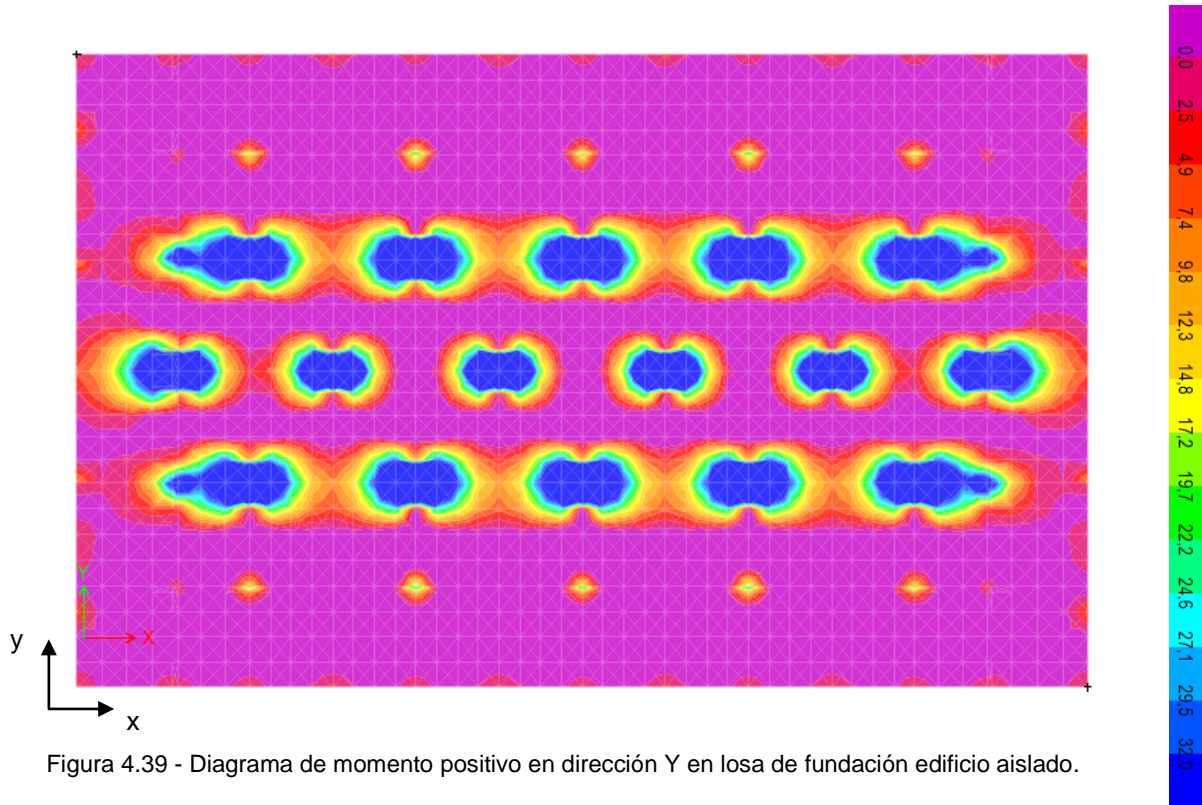 0,0
2,5
4,9
7,4
9,8
12,3
14,8
17,2
19,7
22,2
24,6
27,1
29,5
32,0
Y
X
y
x
Figura 4.39 - Diagrama de momento positivo en dirección Y en losa de fundación edificio aislado.